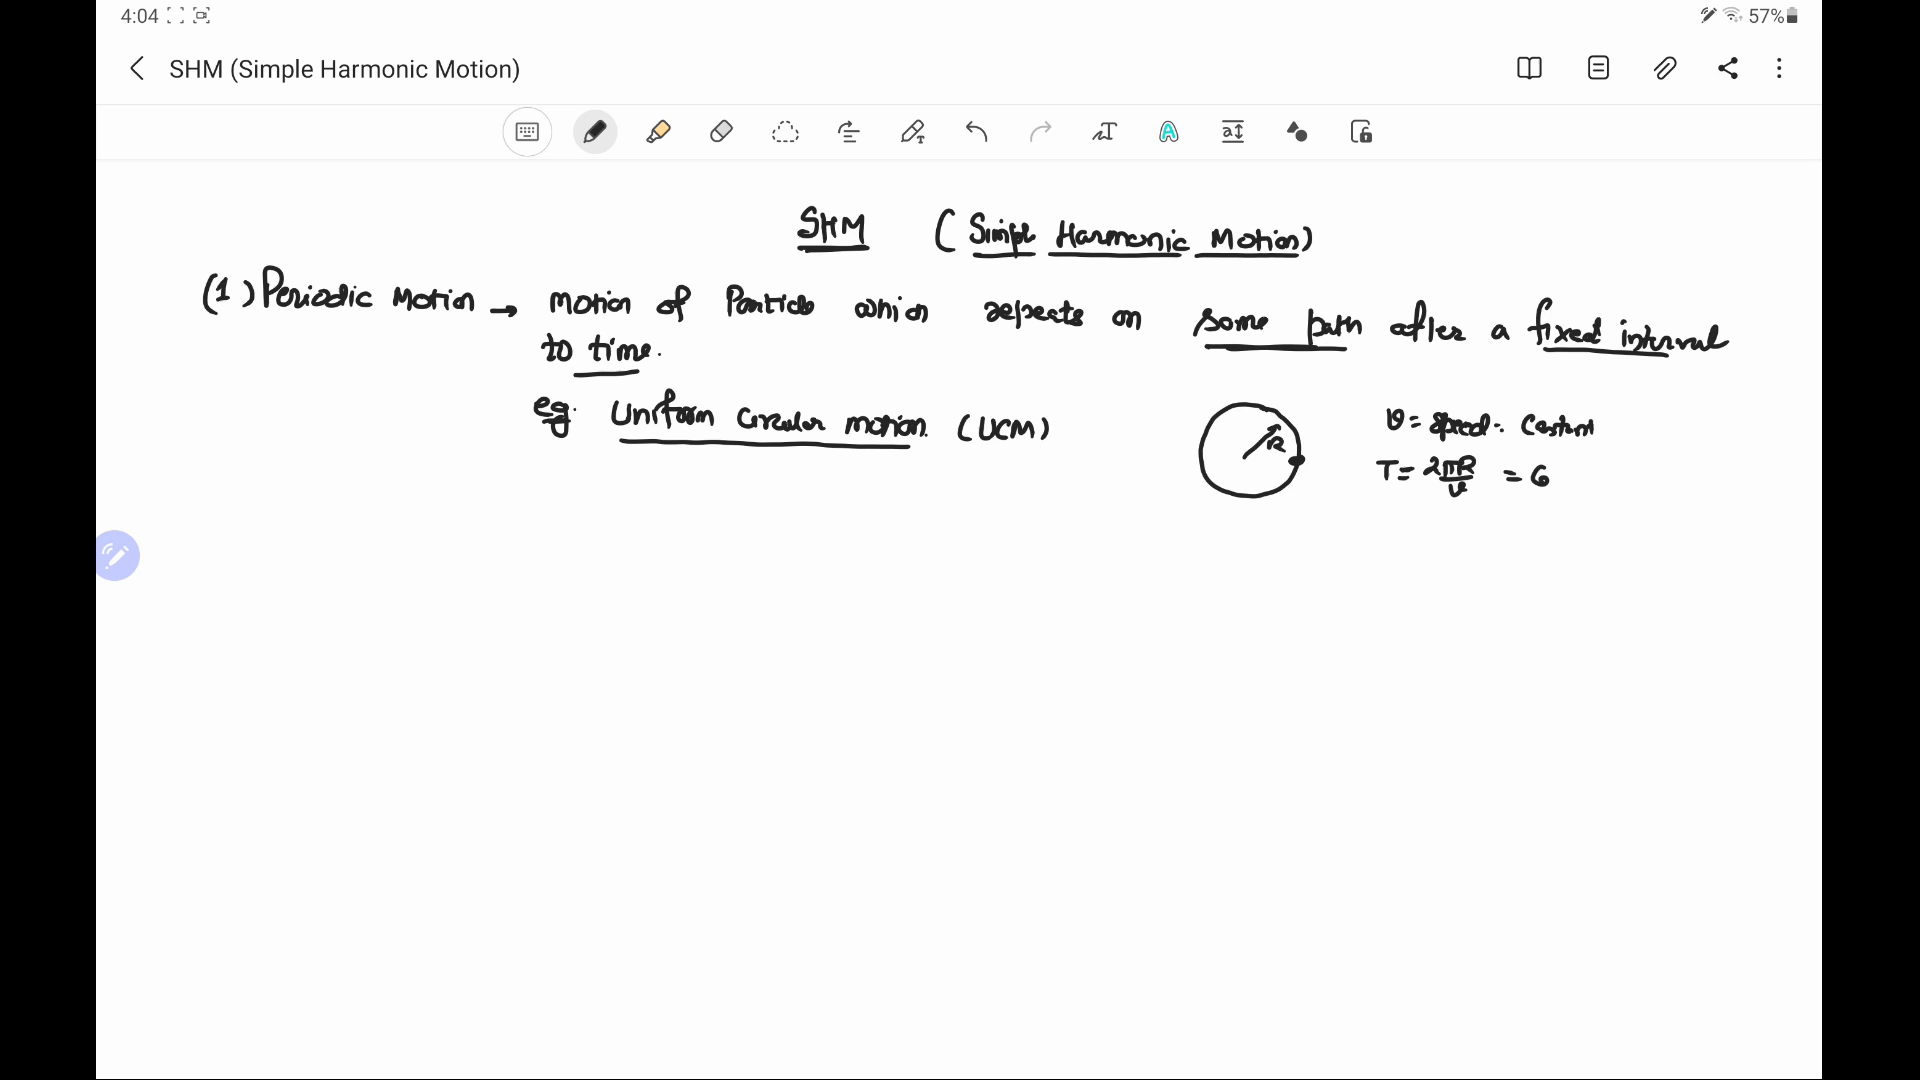 4:04
57%
SHM (Simple Harmonic Motion)
SHM (Simple Harmonic Motion)
(1) Periodic Motion → Motion of Particle which repeats on same path after a fixed interval
to time.
eg. Uniform Circular motion. (UCM)
R
v = speed. Constant
T = 2πR/v = 6